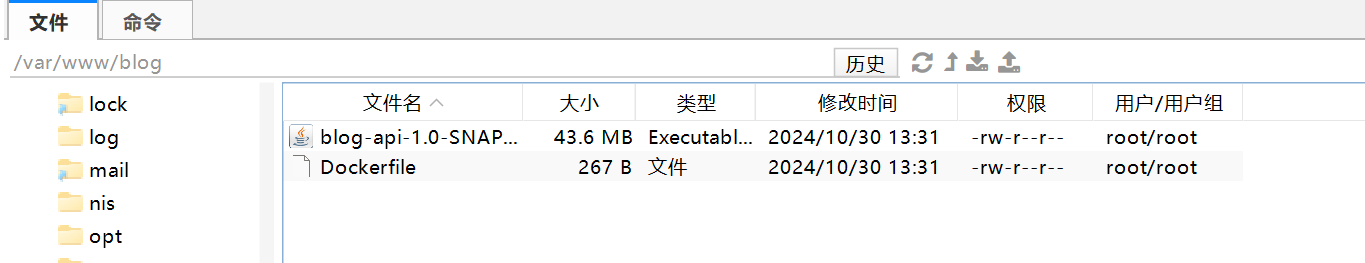 文件 命令
/var/www/blog 历史
lock
log
mail
nis
opt
文件名 大小 类型 修改时间 权限 用户/用户组
blog-api-1.0-SNAP... 43.6 MB Executabl... 2024/10/30 13:31 -rw-r--r-- root/root
Dockerfile 267 B 文件 2024/10/30 13:31 -rw-r--r-- root/root